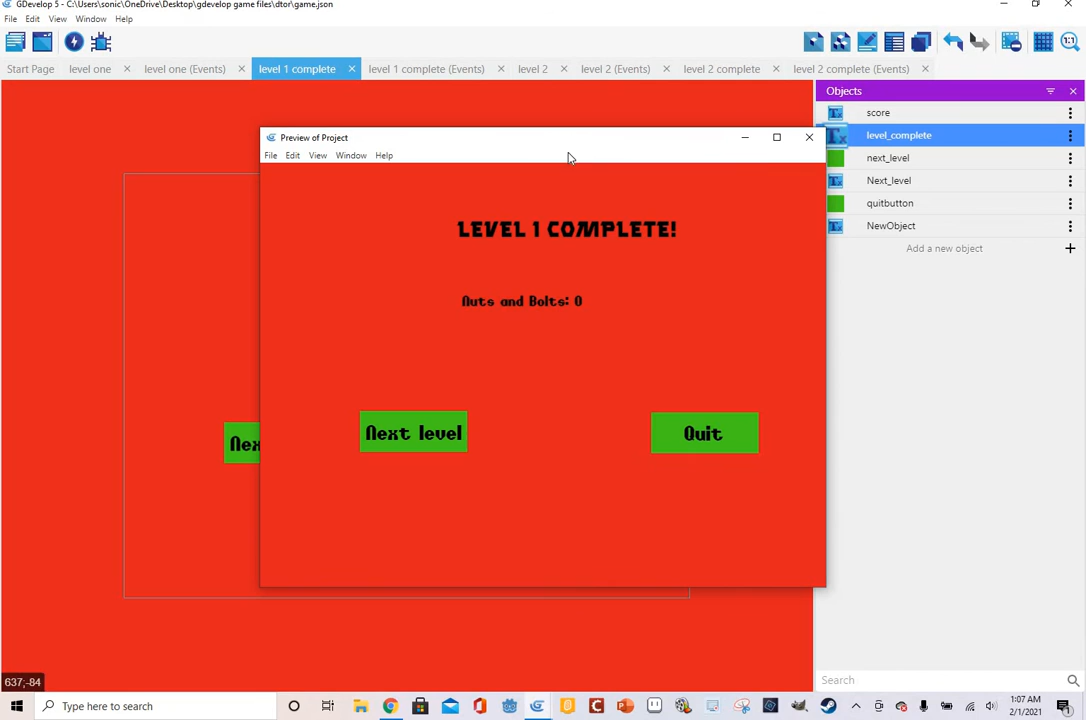 GDevelop 5 - C:\Users\sonic\OneDrive\Desktop\gdevelop game files\dtor\game.json
File Edit View Window Help
Start Page level one level one (Events) level 1 complete level 1 complete (Events) level 2 level 2 (Events) level 2 complete level 2 complete (Events)
Objects
score
level_complete
next_level
Next_level
quitbutton
NewObject
Add a new object
Preview of Project
File Edit View Window Help
LEVEL 1 COMPLETE!
Nuts and Bolts: 0
Nex
Next level
Quit
637;-84
Search
Type here to search
1:07 AM
2/1/2021